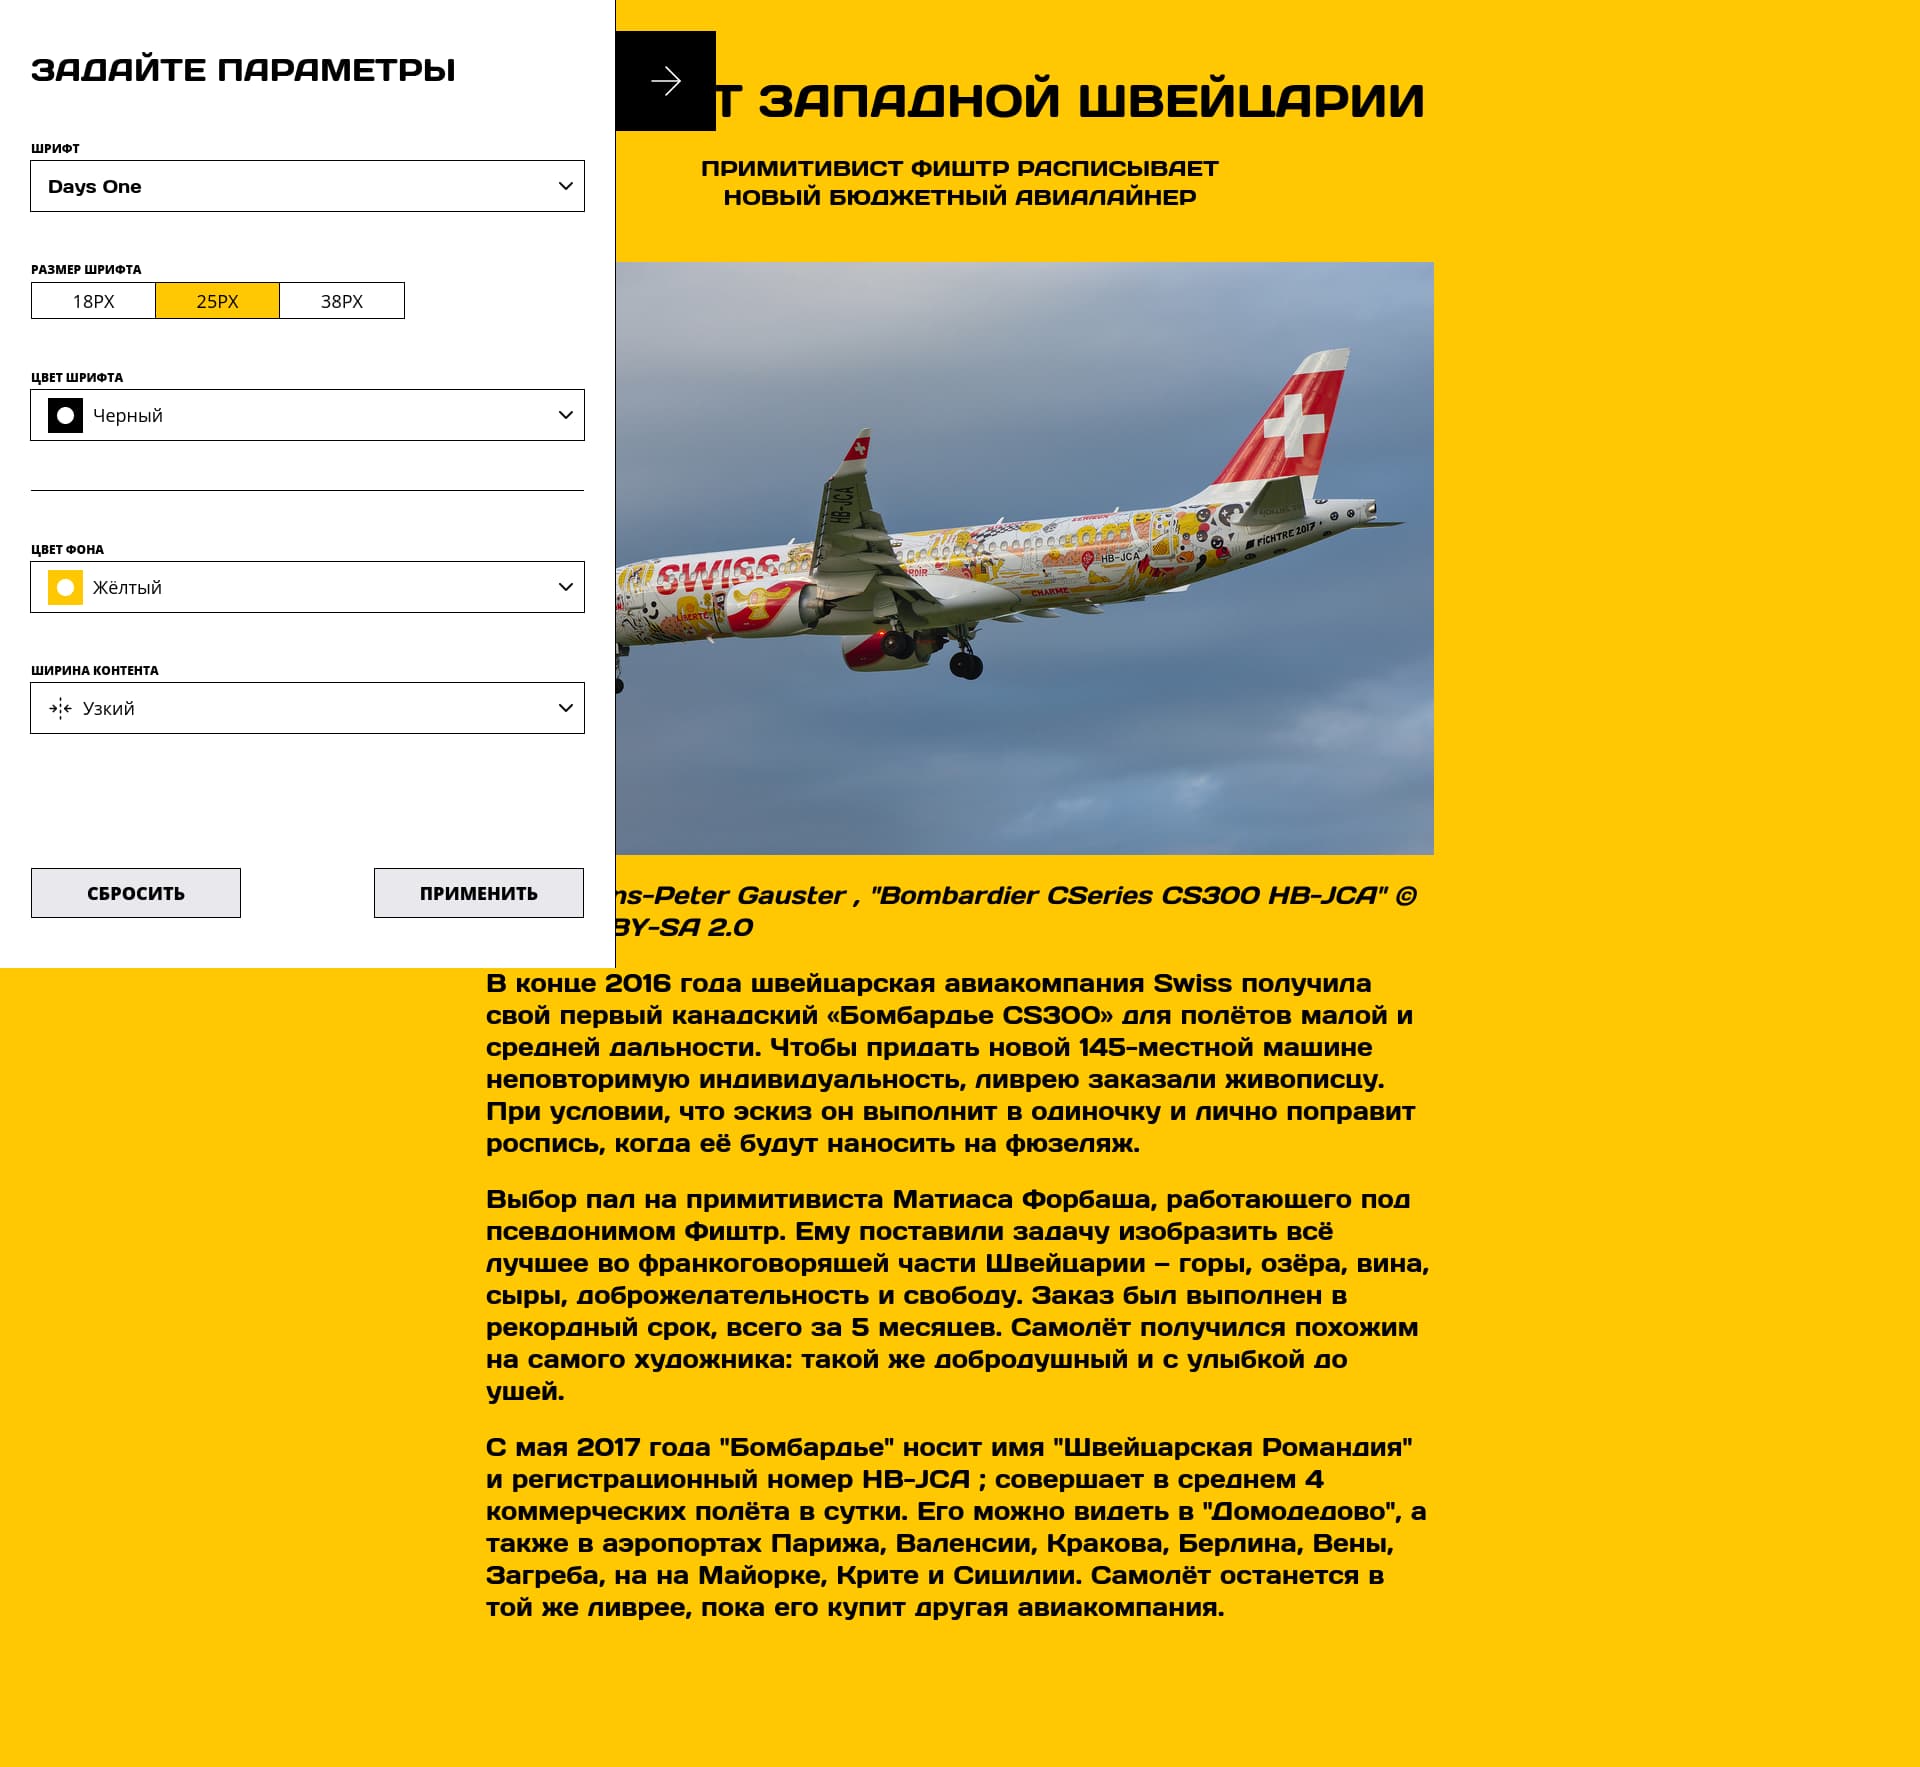 ЗАДАЙТЕ ПАРАМЕТРЫ
ШРИФТ
Days One
РАЗМЕР ШРИФТА
18PX 25PX 38PX
ЦВЕТ ШРИФТА
Черный
ЦВЕТ ФОНА
Жёлтый
ШИРИНА КОНТЕНТА
Узкий
СБРОСИТЬ ПРИМЕНИТЬ
Т ЗАПАДНОЙ ШВЕЙЦАРИИ
ПРИМИТИВИСТ ФИШТР РАСПИСЫВАЕТ
НОВЫЙ БЮДЖЕТНЫЙ АВИАЛАЙНЕР
HB-JCA
SWISS
LIBERTÉ
CHARME
HB-JCA
FICHTRE 2017
ns-Peter Gauster , "Bombardier CSeries CS300 HB-JCA" ©
BY-SA 2.0
В конце 2016 года швейцарская авиакомпания Swiss получила
свой первый канадский «Бомбардье CS300» для полётов малой и
средней дальности. Чтобы придать новой 145-местной машине
неповторимую индивидуальность, ливрею заказали живописцу.
При условии, что эскиз он выполнит в одиночку и лично поправит
роспись, когда её будут наносить на фюзеляж.
Выбор пал на примитивиста Матиаса Форбаша, работающего под
псевдонимом Фиштр. Ему поставили задачу изобразить всё
лучшее во франкоговорящей части Швейцарии – горы, озёра, вина,
сыры, доброжелательность и свободу. Заказ был выполнен в
рекордный срок, всего за 5 месяцев. Самолёт получился похожим
на самого художника: такой же добродушный и с улыбкой до
ушей.
С мая 2017 года "Бомбардье" носит имя "Швейцарская Романдия"
и регистрационный номер HB-JCA ; совершает в среднем 4
коммерческих полёта в сутки. Его можно видеть в "Домодедово", а
также в аэропортах Парижа, Валенсии, Кракова, Берлина, Вены,
Загреба, на на Майорке, Крите и Сицилии. Самолёт останется в
той же ливрее, пока его купит другая авиакомпания.